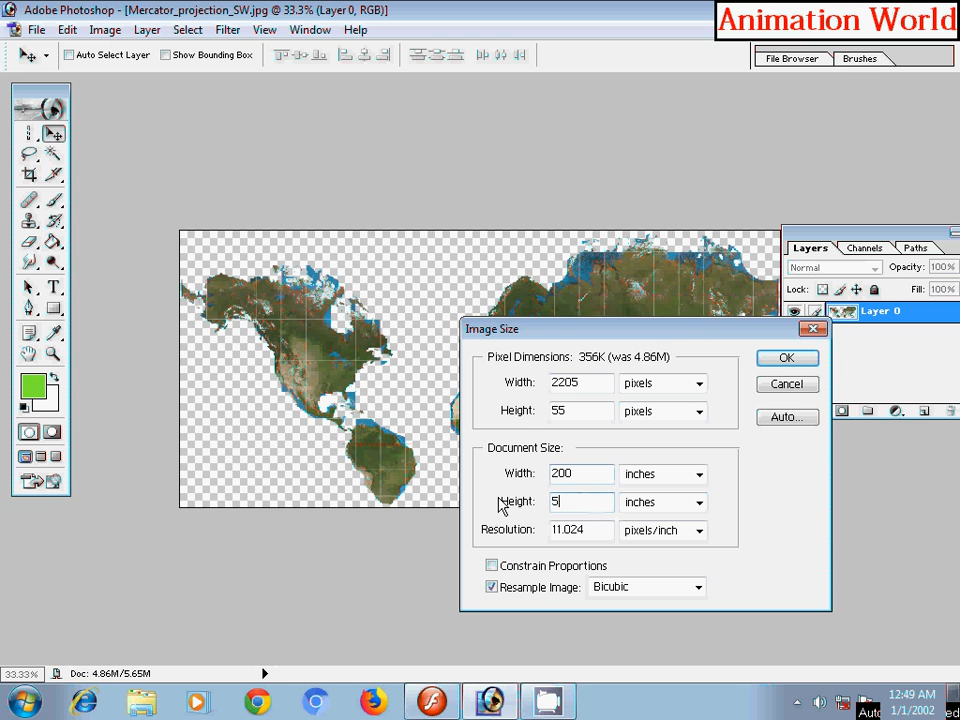 Adobe Photoshop - [Mercator_projection_SW.jpg @ 33.3% (Layer 0, RGB)]
Animation World
File Edit Image Layer Select Filter View Window Help
Auto Select Layer Show Bounding Box
File Browser Brushes
Layers Channels Paths
Normal Opacity: 100%
Lock: Fill: 100%
Layer 0
Image Size
Pixel Dimensions: 356K (was 4.86M)
OK
Width: 2205 pixels
Cancel
Height: 55 pixels
Auto...
Document Size:
Width: 200 inches
Height: 5 inches
Resolution: 11.024 pixels/inch
Constrain Proportions
Resample Image: Bicubic
33.33% Doc: 4.86M/5.65M
12:49 AM
1/1/2002